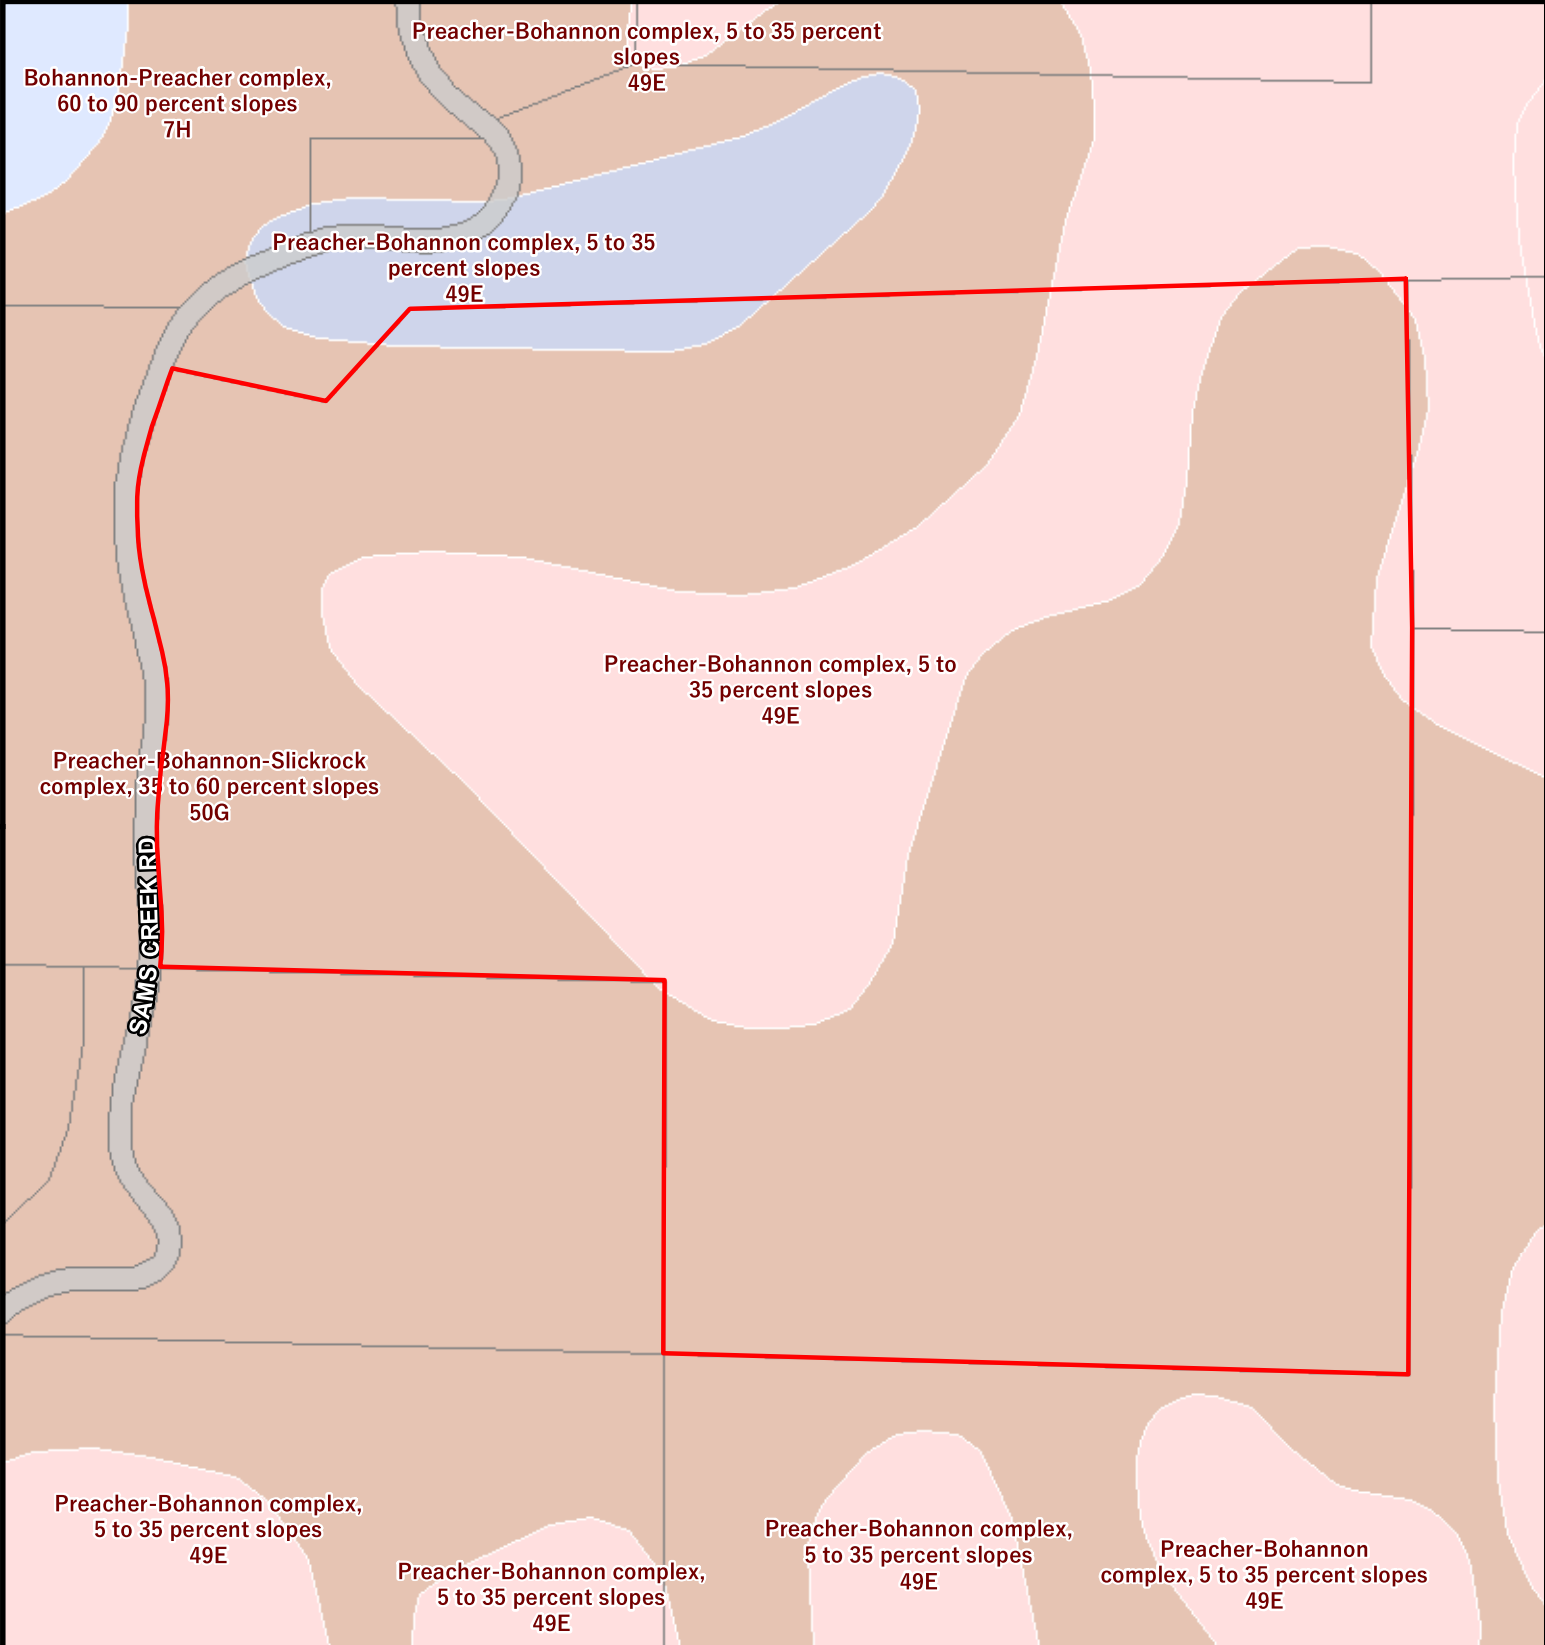 Preacher-Bohannon complex, 5 to 35 percent
slopes
49E
Bohannon-Preacher complex,
60 to 90 percent slopes
7H
Preacher-Bohannon complex, 5 to 35
percent slopes
49E
Preacher-Bohannon complex, 5 to
35 percent slopes
49E
Preacher-Bohannon-Slickrock
complex, 35 to 60 percent slopes
50G
SAMS CREEK RD
Preacher-Bohannon complex,
5 to 35 percent slopes
49E
Preacher-Bohannon complex,
5 to 35 percent slopes
49E
Preacher-Bohannon complex,
5 to 35 percent slopes
49E
Preacher-Bohannon
complex, 5 to 35 percent slopes
49E